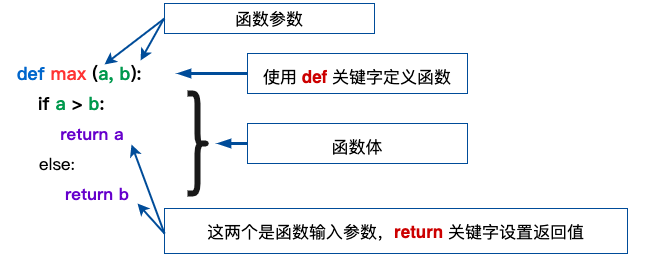 函数参数
def max (a, b):
使用 def 关键字定义函数
if a > b:
return a
函数体
else:
return b
这两个是函数输入参数，return 关键字设置返回值